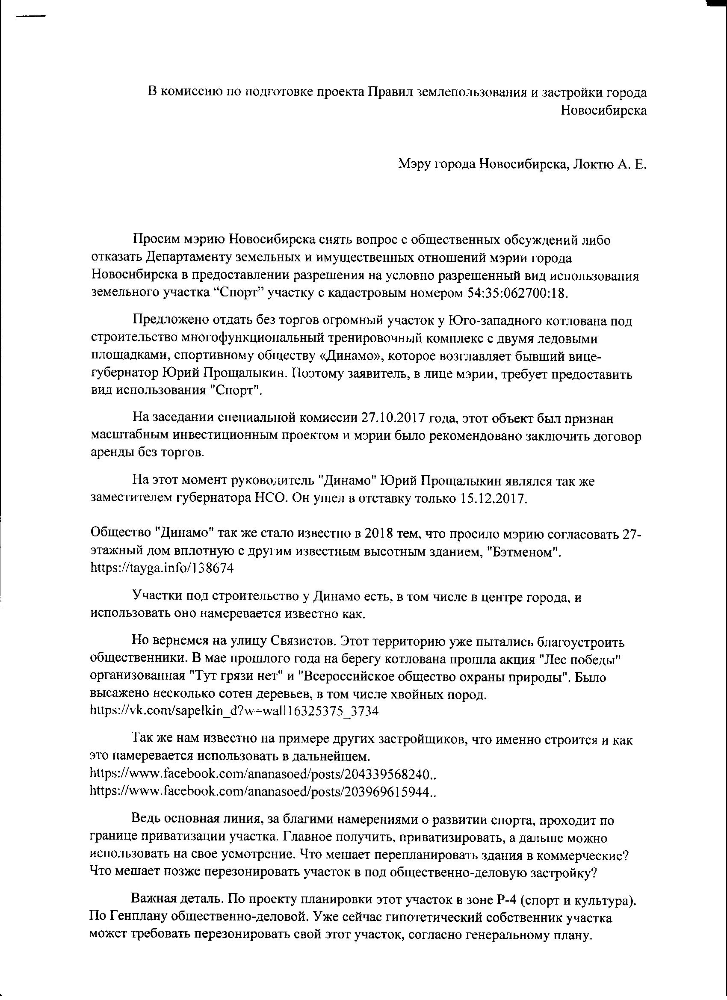 В комиссию по подготовке проекта Правил землепользования и застройки города
Новосибирска
Мэру города Новосибирска, Локтю А. Е.
Просим мэрию Новосибирска снять вопрос с общественных обсуждений либо
отказать Департаменту земельных и имущественных отношений мэрии города
Новосибирска в предоставлении разрешения на условно разрешенный вид использования
земельного участка “Спорт” участку с кадастровым номером 54:35:062700:18.
Предложено отдать без торгов огромный участок у Юго-западного котлована под
строительство многофункциональный тренировочный комплекс с двумя ледовыми
площадками, спортивному обществу «Динамо», которое возглавляет бывший вице-
губернатор Юрий Прощалыкин. Поэтому заявитель, в лице мэрии, требует предоставить
вид использования "Спорт".
На заседании специальной комиссии 27.10.2017 года, этот объект был признан
масштабным инвестиционным проектом и мэрии было рекомендовано заключить договор
аренды без торгов.
На этот момент руководитель "Динамо" Юрий Прощалыкин являлся так же
заместителем губернатора НСО. Он ушел в отставку только 15.12.2017.
Общество "Динамо" так же стало известно в 2018 тем, что просило мэрию согласовать 27-
этажный дом вплотную с другим известным высотным зданием, "Бэтменом".
https://tayga.info/138674
Участки под строительство у Динамо есть, в том числе в центре города, и
использовать оно намеревается известно как.
Но вернемся на улицу Связистов. Этот территорию уже пытались благоустроить
общественники. В мае прошлого года на берегу котлована прошла акция "Лес победы"
организованная "Тут грязи нет" и "Всероссийское общество охраны природы". Было
высажено несколько сотен деревьев, в том числе хвойных пород.
https://vk.com/sapelkin_d?w=wall16325375_3734
Так же нам известно на примере других застройщиков, что именно строится и как
это намеревается использовать в дальнейшем.
https://www.facebook.com/ananasoed/posts/204339568240..
https://www.facebook.com/ananasoed/posts/203969615944..
Ведь основная линия, за благими намерениями о развитии спорта, проходит по
границе приватизации участка. Главное получить, приватизировать, а дальше можно
использовать на свое усмотрение. Что мешает перепланировать здания в коммерческие?
Что мешает позже перезонировать участок в под общественно-деловую застройку?
Важная деталь. По проекту планировки этот участок в зоне Р-4 (спорт и культура).
По Генплану общественно-деловой. Уже сейчас гипотетический собственник участка
может требовать перезонировать свой этот участок, согласно генеральному плану.